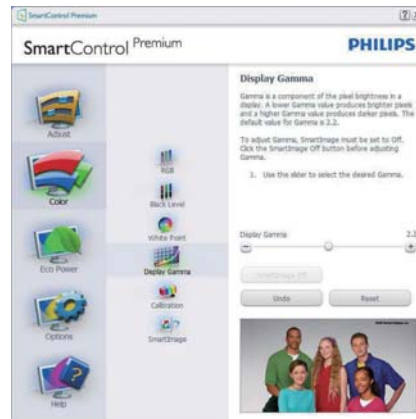 SmartControl Premium
SmartControl Premium
PHILIPS
Adjust
Color
Eco Power
Options
Help
RGB
Black Level
White Point
Display Gamma
Calibration
SmartImage
Display Gamma
Gamma is a component of the pixel brightness in a
display. A lower Gamma value produces brighter pixels
and a higher Gamma value produces darker pixels. The
default value for Gamma is 2.2.
To adjust Gamma, SmartImage must be set to Off.
Click the SmartImage Off button before adjusting
Gamma.
1. Use the slider to select the desired Gamma.
Display Gamma
SmartImage Off
Undo
Reset